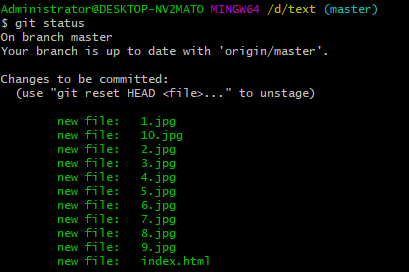 Administrator@DESKTOP-NV2MATO MINGW64 /d/text (master)
$ git status
On branch master
Your branch is up to date with 'origin/master'.

Changes to be committed:
  (use "git reset HEAD <file>..." to unstage)

        new file:   1.jpg
        new file:   10.jpg
        new file:   2.jpg
        new file:   3.jpg
        new file:   4.jpg
        new file:   5.jpg
        new file:   6.jpg
        new file:   7.jpg
        new file:   8.jpg
        new file:   9.jpg
        new file:   index.html